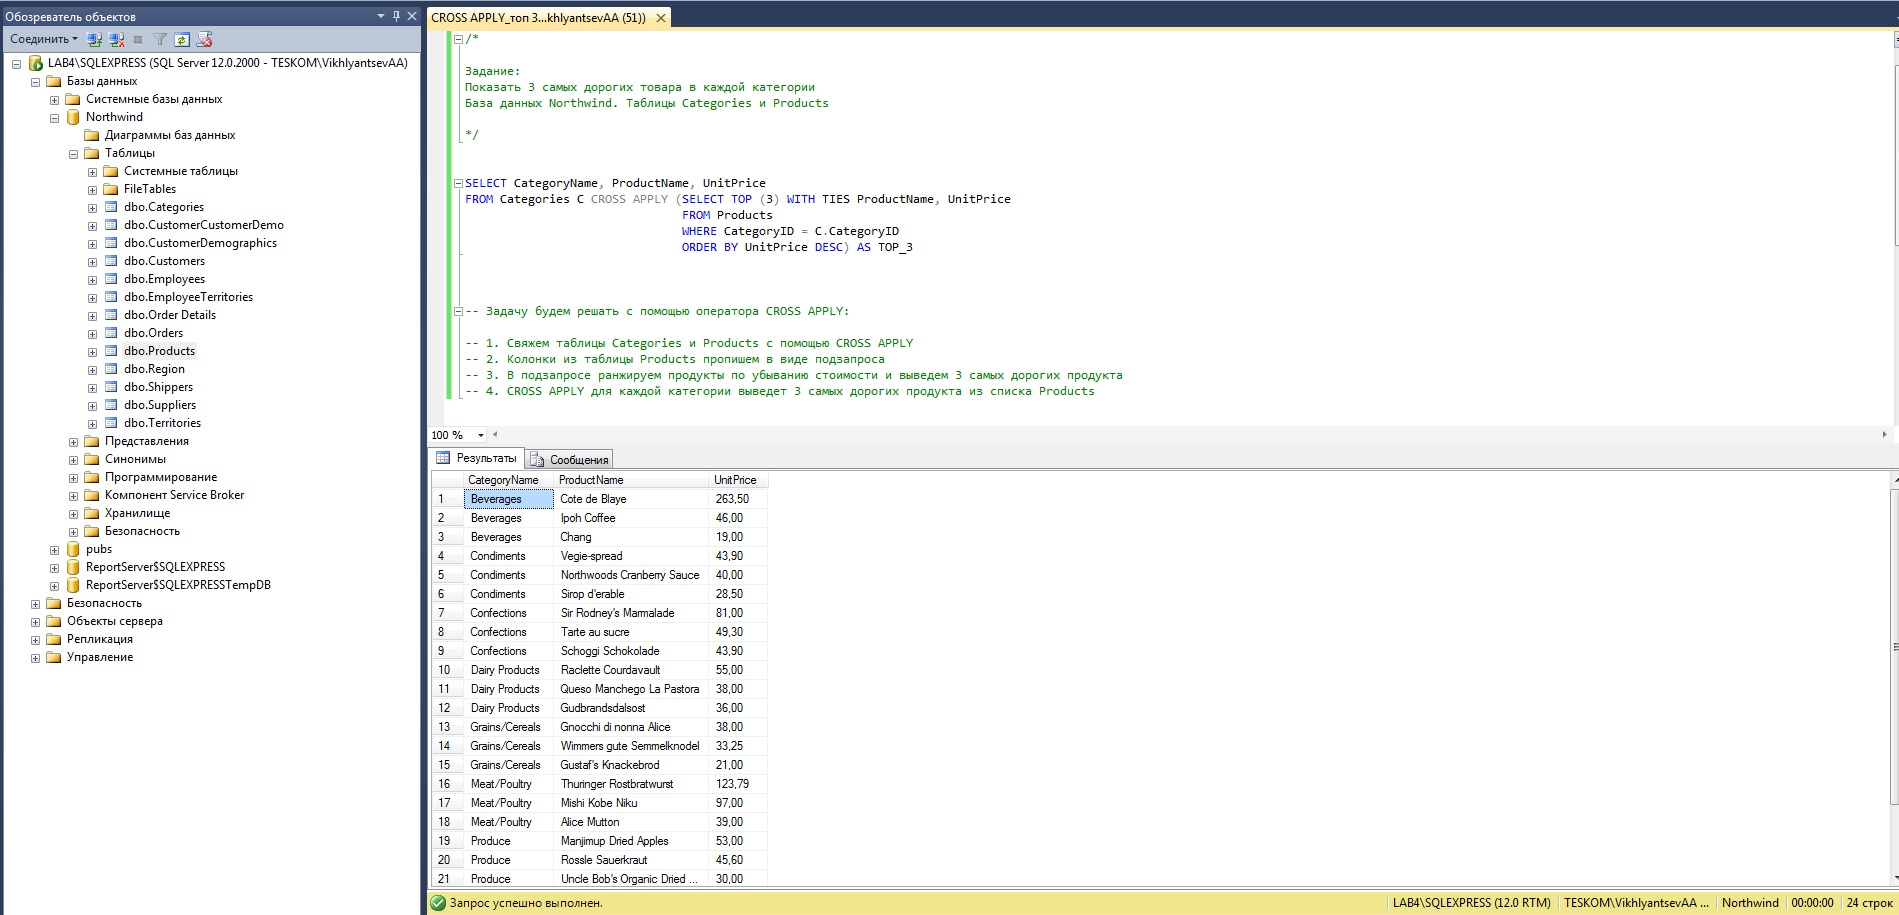 Обозреватель объектов
Соединить
LAB4\SQLEXPRESS (SQL Server 12.0.2000 - TESKOM\VikhlyantsevAA)
Базы данных
Системные базы данных
Northwind
Диаграммы баз данных
Таблицы
Системные таблицы
FileTables
dbo.Categories
dbo.CustomerCustomerDemo
dbo.CustomerDemographics
dbo.Customers
dbo.Employees
dbo.EmployeeTerritories
dbo.Order Details
dbo.Orders
dbo.Products
dbo.Region
dbo.Shippers
dbo.Suppliers
dbo.Territories
Представления
Синонимы
Программирование
Компонент Service Broker
Хранилище
Безопасность
pubs
ReportServer$SQLEXPRESS
ReportServer$SQLEXPRESSTempDB
Безопасность
Объекты сервера
Репликация
Управление
CROSS APPLY_топ 3...khlyantsevAA (51))
/*
Задание:
Показать 3 самых дорогих товара в каждой категории
База данных Northwind. Таблицы Categories и Products
*/
SELECT CategoryName, ProductName, UnitPrice
FROM Categories C CROSS APPLY (SELECT TOP (3) WITH TIES ProductName, UnitPrice
FROM Products
WHERE CategoryID = C.CategoryID
ORDER BY UnitPrice DESC) AS TOP_3
-- Задачу будем решать с помощью оператора CROSS APPLY:
-- 1. Свяжем таблицы Categories и Products с помощью CROSS APPLY
-- 2. Колонки из таблицы Products пропишем в виде подзапроса
-- 3. В подзапросе ранжируем продукты по убыванию стоимости и выведем 3 самых дорогих продукта
-- 4. CROSS APPLY для каждой категории выведет 3 самых дорогих продукта из списка Products
100 %
Результаты Сообщения
CategoryName ProductName UnitPrice
1 Beverages Cote de Blaye 263,50
2 Beverages Ipoh Coffee 46,00
3 Beverages Chang 19,00
4 Condiments Vegie-spread 43,90
5 Condiments Northwoods Cranberry Sauce 40,00
6 Condiments Sirop d'erable 28,50
7 Confections Sir Rodney's Marmalade 81,00
8 Confections Tarte au sucre 49,30
9 Confections Schoggi Schokolade 43,90
10 Dairy Products Raclette Courdavault 55,00
11 Dairy Products Queso Manchego La Pastora 38,00
12 Dairy Products Gudbrandsdalsost 36,00
13 Grains/Cereals Gnocchi di nonna Alice 38,00
14 Grains/Cereals Wimmers gute Semmelknodel 33,25
15 Grains/Cereals Gustaf's Knackebrod 21,00
16 Meat/Poultry Thuringer Rostbratwurst 123,79
17 Meat/Poultry Mishi Kobe Niku 97,00
18 Meat/Poultry Alice Mutton 39,00
19 Produce Manjimup Dried Apples 53,00
20 Produce Rossle Sauerkraut 45,60
21 Produce Uncle Bob's Organic Dried ... 30,00
Запрос успешно выполнен. LAB4\SQLEXPRESS (12.0 RTM) TESKOM\VikhlyantsevAA ... Northwind 00:00:00 24 строк